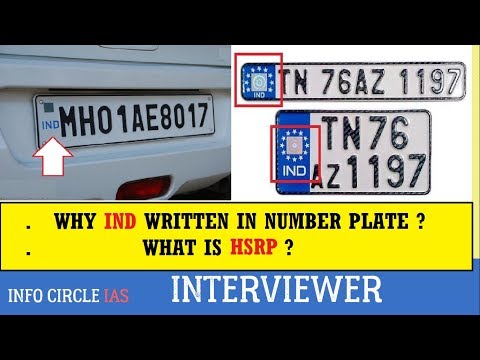 IND
MH01AE8017
IND
TN 76AZ 1197
IND
TN76
AZ1197
. WHY IND WRITTEN IN NUMBER PLATE ?
. WHAT IS HSRP ?
INFO CIRCLE IAS
INTERVIEWER